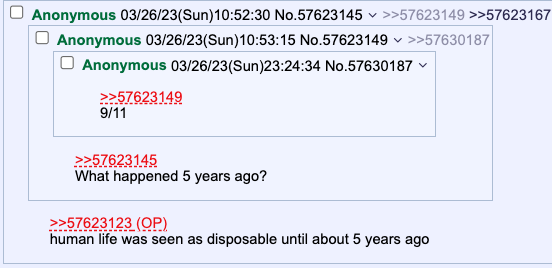 Anonymous 03/26/23(Sun)10:52:30 No.57623145 >>57623149 >>57623167
Anonymous 03/26/23(Sun)10:53:15 No.57623149 >>57630187
Anonymous 03/26/23(Sun)23:24:34 No.57630187
>>57623149
9/11
>>57623145
What happened 5 years ago?
>>57623123 (OP)
human life was seen as disposable until about 5 years ago